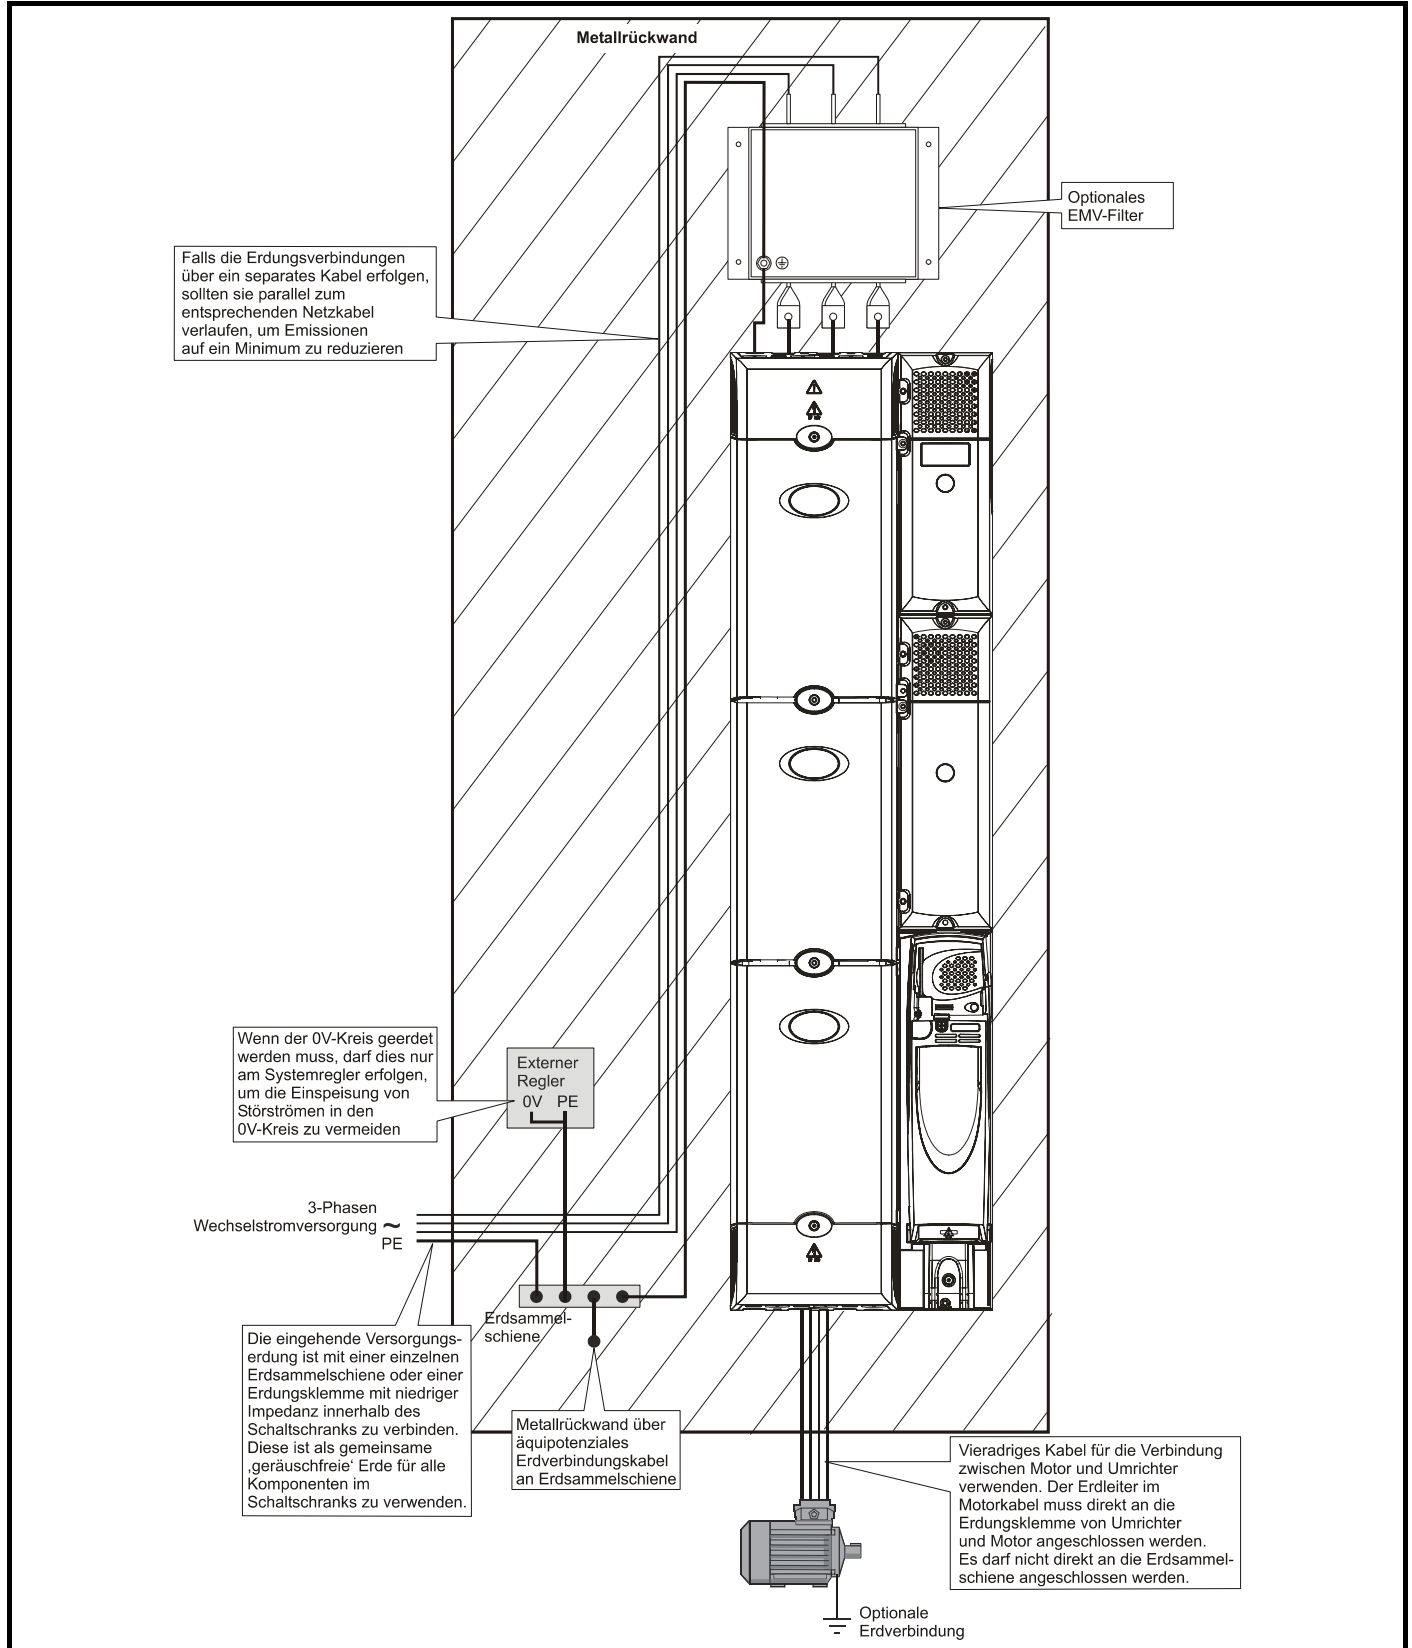 Metallrückwand
Optionales
EMV-Filter
Falls die Erdungsverbindungen
über ein separates Kabel erfolgen,
sollten sie parallel zum
entsprechenden Netzkabel
verlaufen, um Emissionen
auf ein Minimum zu reduzieren
Wenn der 0V-Kreis geerdet
werden muss, darf dies nur
am Systemregler erfolgen,
um die Einspeisung von
Störströmen in den
0V-Kreis zu vermeiden
Externer
Regler
0V PE
3-Phasen
Wechselstromversorgung ~
PE
Erdsammel-
schiene
Die eingehende Versorgungs-
erdung ist mit einer einzelnen
Erdsammelschiene oder einer
Erdungsklemme mit niedriger
Impedanz innerhalb des
Schaltschranks zu verbinden.
Diese ist als gemeinsame
‚geräuschfreie‘ Erde für alle
Komponenten im
Schaltschranks zu verwenden.
Metallrückwand über
äquipotenziales
Erdverbindungskabel
an Erdsammelschiene
Vieradriges Kabel für die Verbindung
zwischen Motor und Umrichter
verwenden. Der Erdleiter im
Motorkabel muss direkt an die
Erdungsklemme von Umrichter
und Motor angeschlossen werden.
Es darf nicht direkt an die Erdsammel-
schiene angeschlossen werden.
Optionale
Erdverbindung